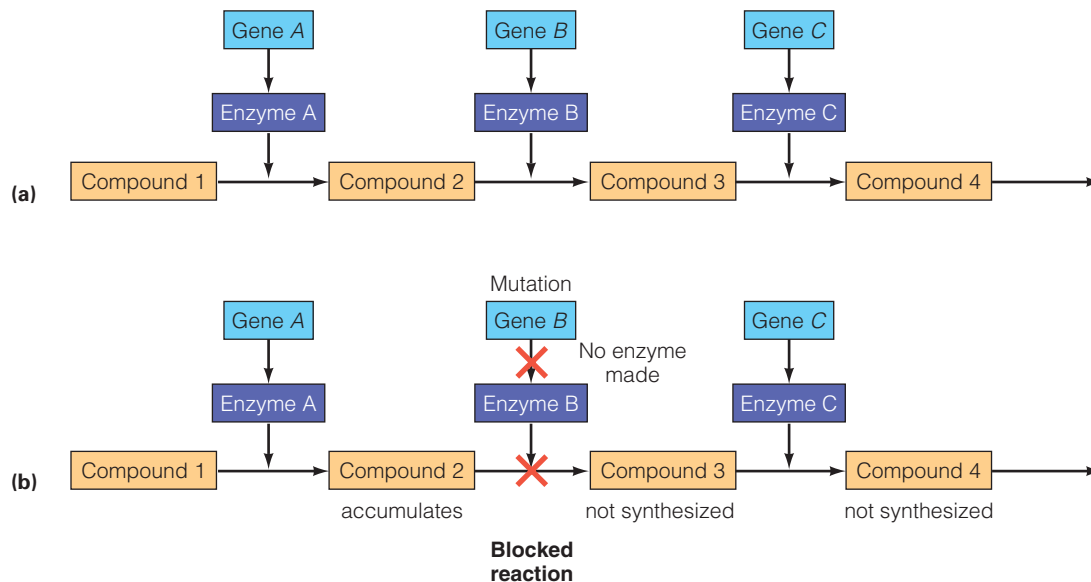 Gene A
Gene B
Gene C
Enzyme A
Enzyme B
Enzyme C
Compound 1
Compound 2
Compound 3
Compound 4
(a)
Mutation
Gene A
Gene B
Gene C
No enzyme
made
Enzyme A
Enzyme B
Enzyme C
Compound 1
Compound 2
Compound 3
Compound 4
(b)
accumulates
not synthesized
not synthesized
Blocked
reaction